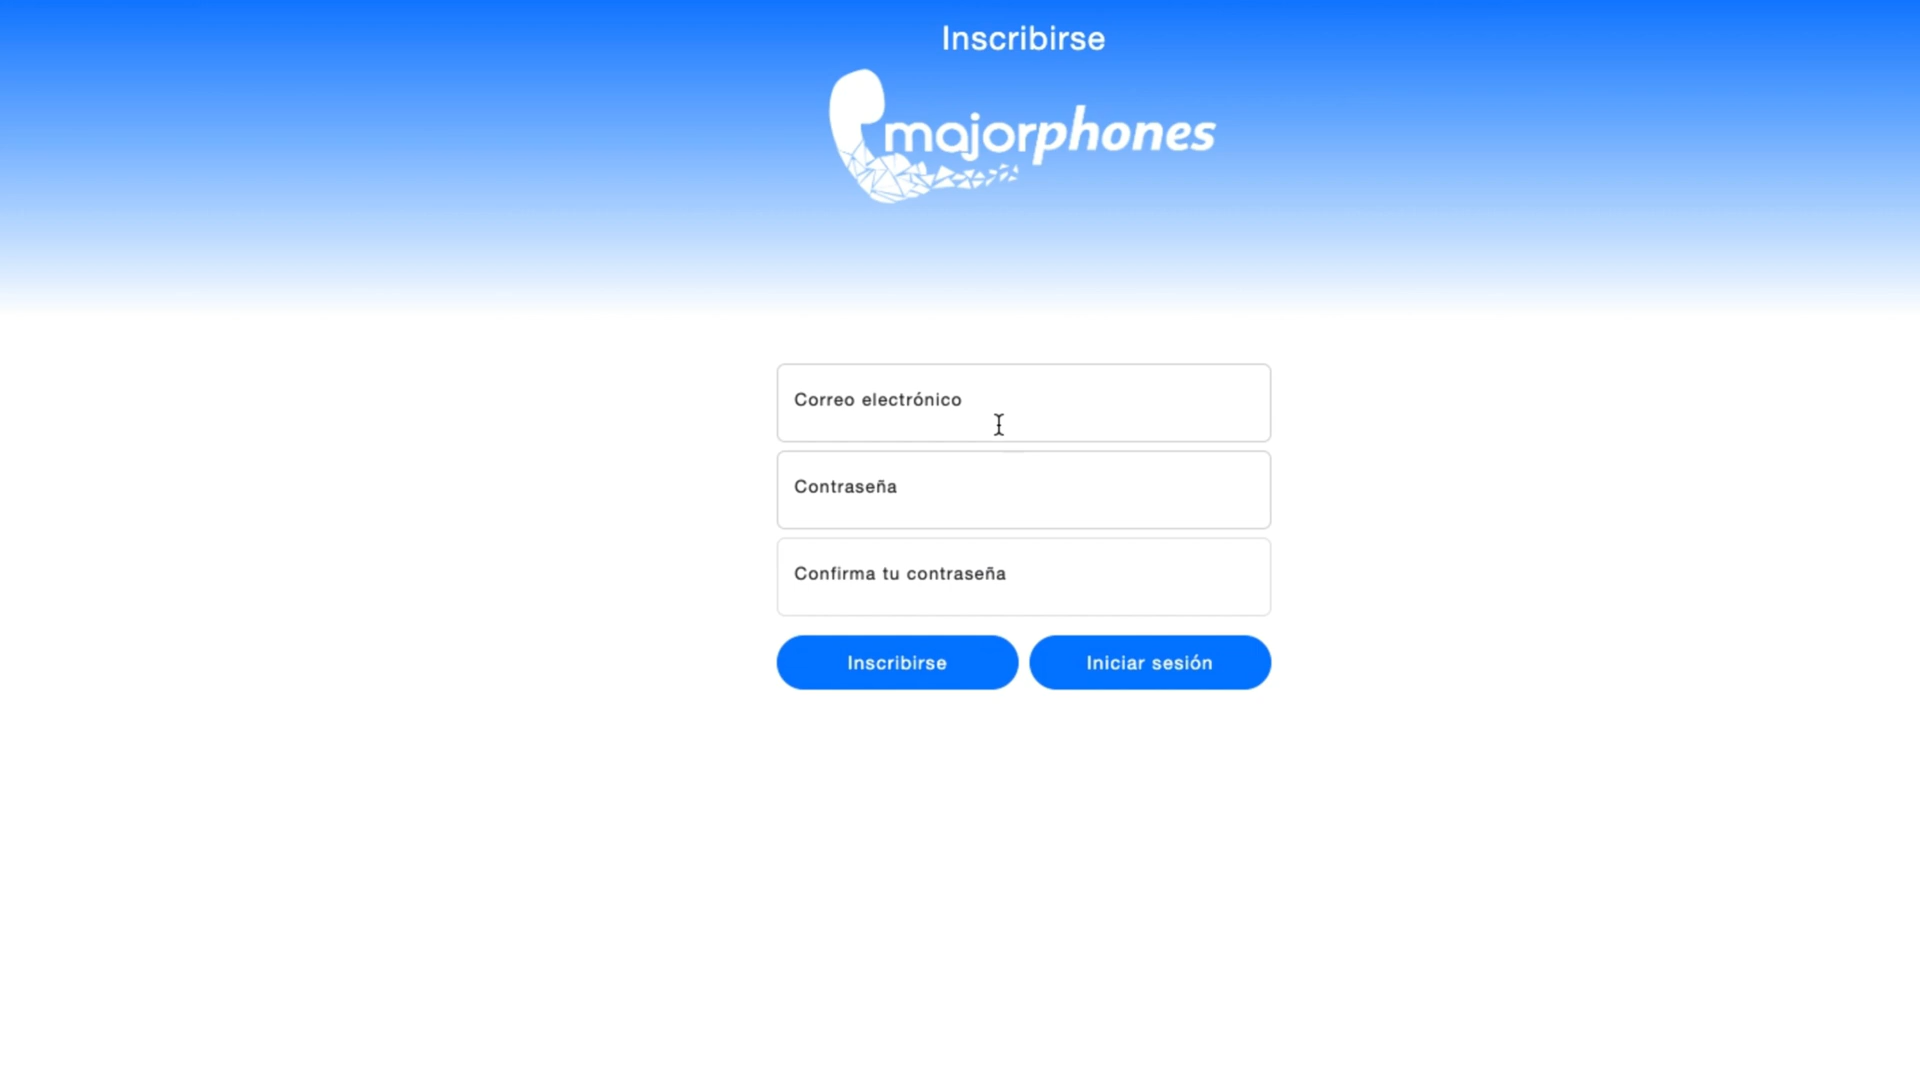 Inscribirse
majorphones
Correo electrónico
Contraseña
Confirma tu contraseña
Inscribirse
Iniciar sesión